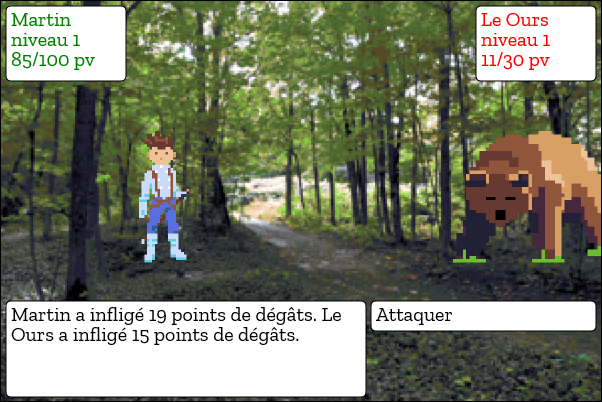 Martin
niveau 1
85/100 pv
Le Ours
niveau 1
11/30 pv
Martin a infligé 19 points de dégâts. Le
Ours a infligé 15 points de dégâts.
Attaquer